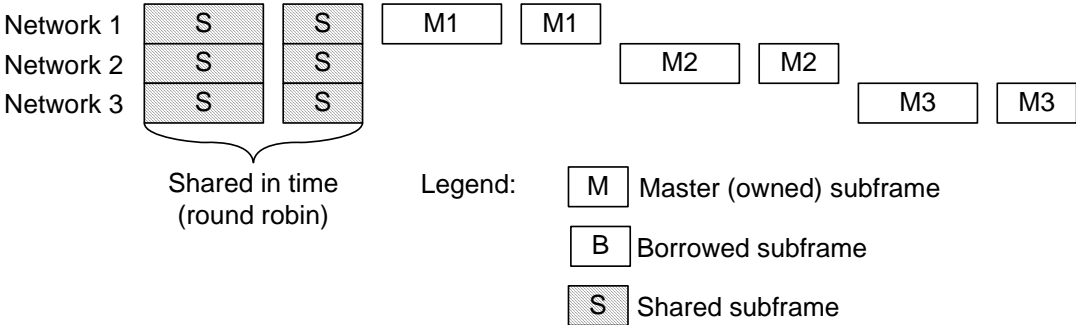 Network 1 S S M1 M1
Network 2 S S M2 M2
Network 3 S S M3 M3
Shared in time
(round robin)
Legend:
M Master (owned) subframe
B Borrowed subframe
S Shared subframe